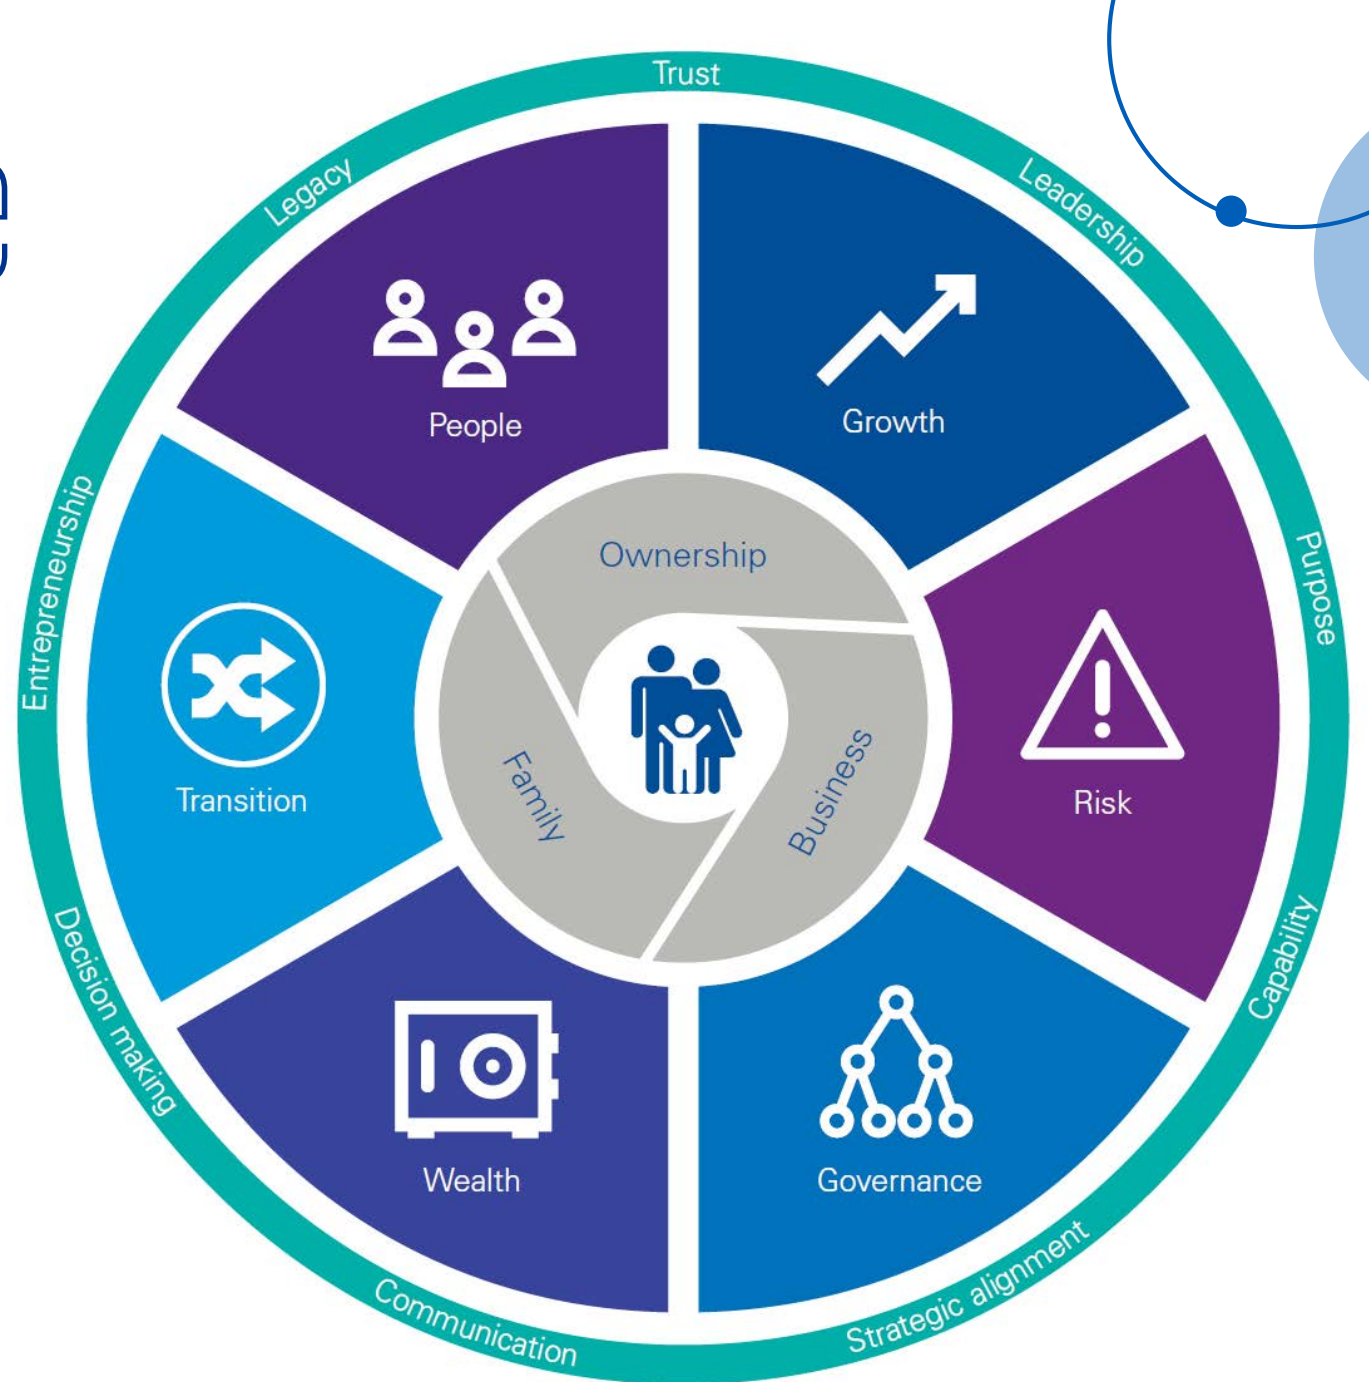 Trust
Leadership
Purpose
Capability
Strategic alignment
Communication
Decision making
Entrepreneurship
Legacy
People
Growth
Risk
Governance
Wealth
Transition
Ownership
Business
Family